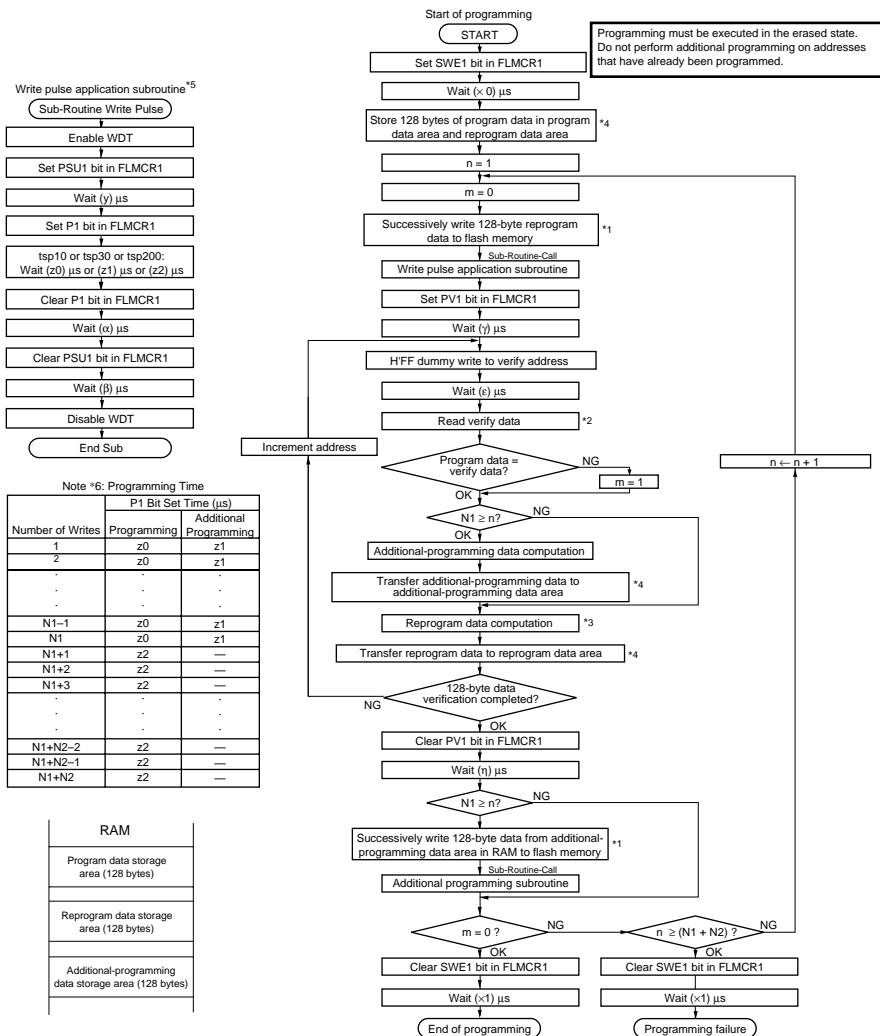 Start of programming
START
Programming must be executed in the erased state.
Do not perform additional programming on addresses
that have already been programmed.
Set SWE1 bit in FLMCR1
Wait (× 0) μs
Store 128 bytes of program data in program
data area and reprogram data area
*4
n = 1
m = 0
Successively write 128-byte reprogram
data to flash memory
*1
Sub-Routine-Call
Write pulse application subroutine
Set PV1 bit in FLMCR1
Wait (γ) μs
H'FF dummy write to verify address
Wait (ε) μs
Read verify data
*2
Increment address
Program data =
verify data?
NG
m = 1
OK
n ← n + 1
N1 ≥ n?
NG
OK
Additional-programming data computation
Transfer additional-programming data to
additional-programming data area
*4
Reprogram data computation
*3
Transfer reprogram data to reprogram data area
*4
128-byte data
verification completed?
NG
OK
Clear PV1 bit in FLMCR1
Wait (η) μs
N1 ≥ n?
NG
Successively write 128-byte data from additional-
programming data area in RAM to flash memory
*1
Sub-Routine-Call
Additional programming subroutine
m = 0 ?
NG
n ≥ (N1 + N2) ?
NG
OK
OK
Clear SWE1 bit in FLMCR1
Clear SWE1 bit in FLMCR1
Wait (×1) μs
Wait (×1) μs
End of programming
Programming failure
Write pulse application subroutine*5
Sub-Routine Write Pulse
Enable WDT
Set PSU1 bit in FLMCR1
Wait (y) μs
Set P1 bit in FLMCR1
tsp10 or tsp30 or tsp200:
Wait (z0) μs or (z1) μs or (z2) μs
Clear P1 bit in FLMCR1
Wait (α) μs
Clear PSU1 bit in FLMCR1
Wait (β) μs
Disable WDT
End Sub
Note *6: Programming Time
P1 Bit Set Time (μs)
Number of Writes Programming Additional
Programming
1 z0 z1
2 z0 z1
. . .
. . .
. . .
N1–1 z0 z1
N1 z0 z1
N1+1 z2 —
N1+2 z2 —
N1+3 z2 —
. . .
. . .
. . .
N1+N2–2 z2 —
N1+N2–1 z2 —
N1+N2 z2 —
RAM
Program data storage
area (128 bytes)
Reprogram data storage
area (128 bytes)
Additional-programming
data storage area (128 bytes)